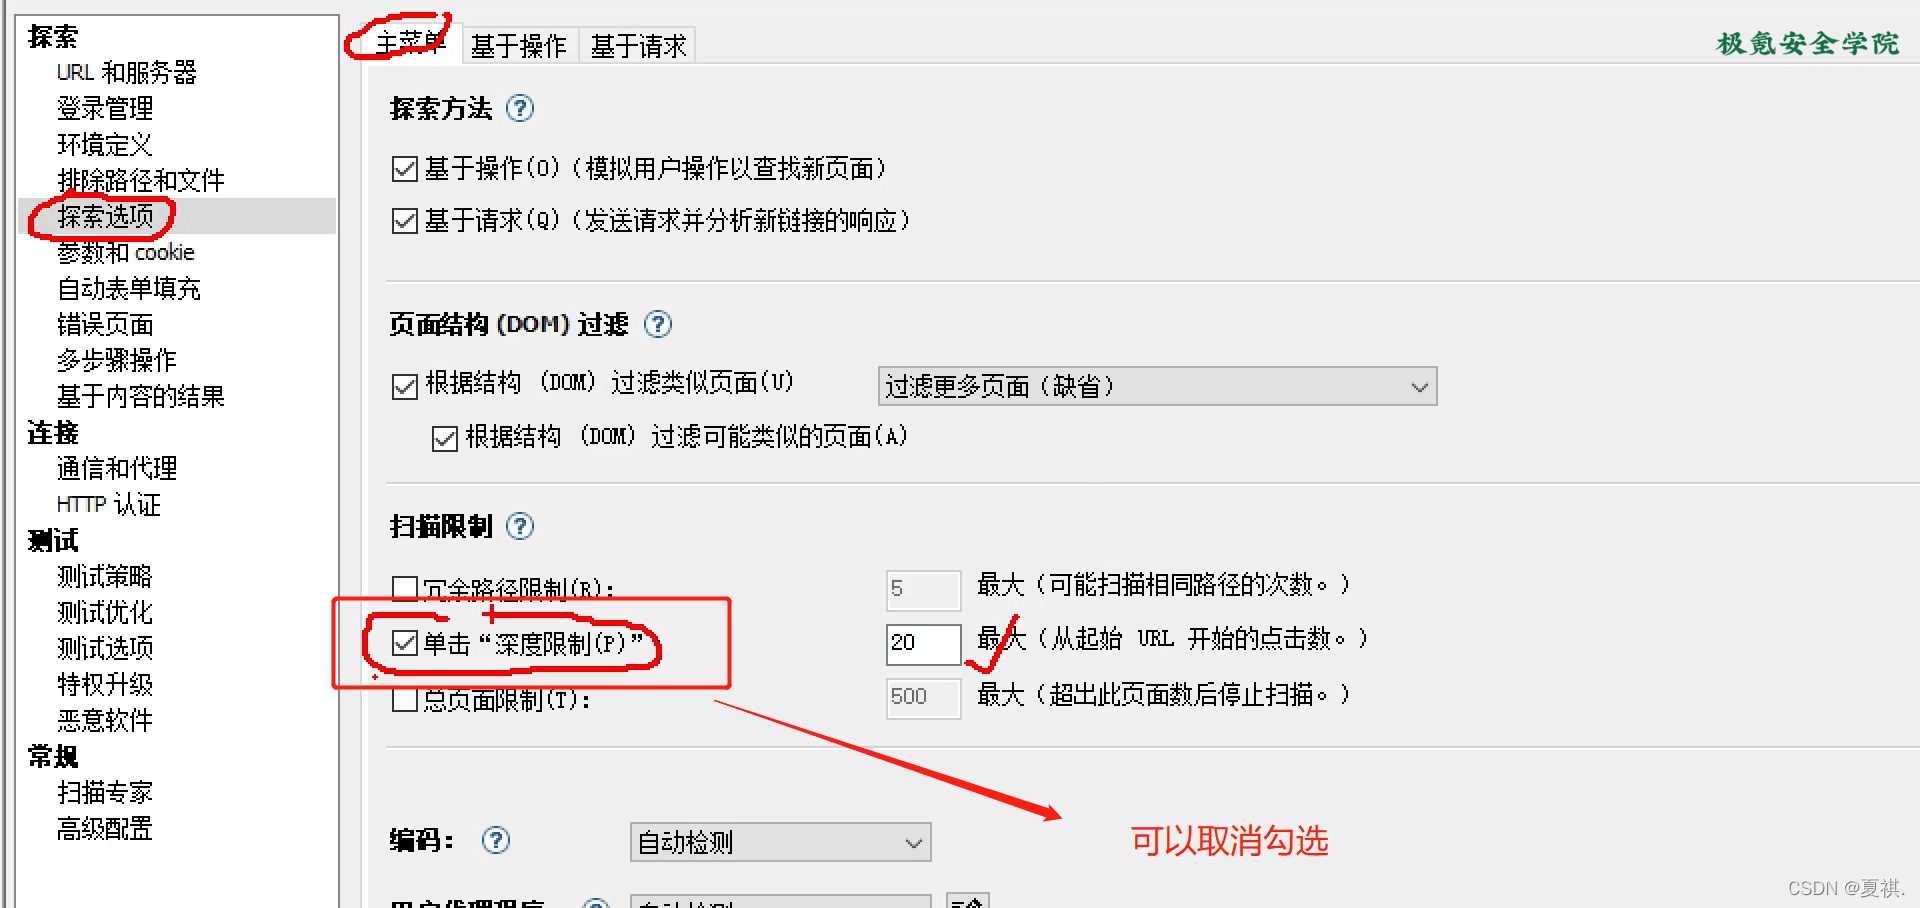 探索
URL 和服务器
登录管理
环境定义
排除路径和文件
探索选项
参数和 cookie
自动表单填充
错误页面
多步骤操作
基于内容的结果
连接
通信和代理
HTTP 认证
测试
测试策略
测试优化
测试选项
特权升级
恶意软件
常规
扫描专家
高级配置
主菜单 基于操作 基于请求
极氪安全学院
探索方法 ?
基于操作(O)（模拟用户操作以查找新页面）
基于请求(Q)（发送请求并分析新链接的响应）
页面结构 (DOM) 过滤 ?
根据结构 (DOM) 过滤类似页面(U) 过滤更多页面（缺省）
根据结构 (DOM) 过滤可能类似的页面(A)
扫描限制 ?
冗余路径限制(R): 5 最大（可能扫描相同路径的次数。）
单击“深度限制(P)” 20 最大（从起始 URL 开始的点击数。）
总页面限制(T): 500 最大（超出此页面数后停止扫描。）
编码: ? 自动检测
可以取消勾选
用户代理程序 自动检测
CSDN @夏祺.